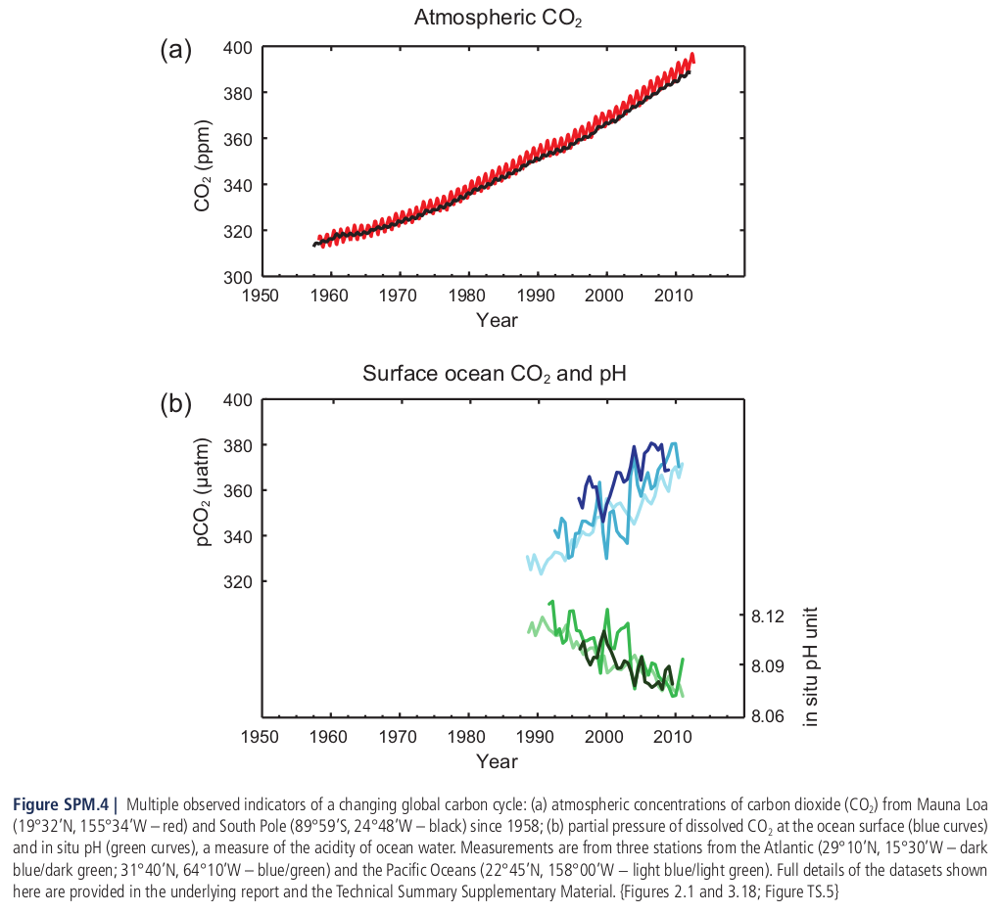 Atmospheric CO₂
(a)
400
380
360
340
320
300
CO₂ (ppm)
1950 1960 1970 1980 1990 2000 2010
Year
Surface ocean CO₂ and pH
(b)
400
380
360
340
320
pCO₂ (µatm)
8.12
8.09
8.06
in situ pH unit
1950 1960 1970 1980 1990 2000 2010
Year
Figure SPM.4 | Multiple observed indicators of a changing global carbon cycle: (a) atmospheric concentrations of carbon dioxide (CO₂) from Mauna Loa
(19°32′N, 155°34′W – red) and South Pole (89°59′S, 24°48′W – black) since 1958; (b) partial pressure of dissolved CO₂ at the ocean surface (blue curves)
and in situ pH (green curves), a measure of the acidity of ocean water. Measurements are from three stations from the Atlantic (29°10′N, 15°30′W – dark
blue/dark green; 31°40′N, 64°10′W – blue/green) and the Pacific Oceans (22°45′N, 158°00′W – light blue/light green). Full details of the datasets shown
here are provided in the underlying report and the Technical Summary Supplementary Material. {Figures 2.1 and 3.18; Figure TS.5}